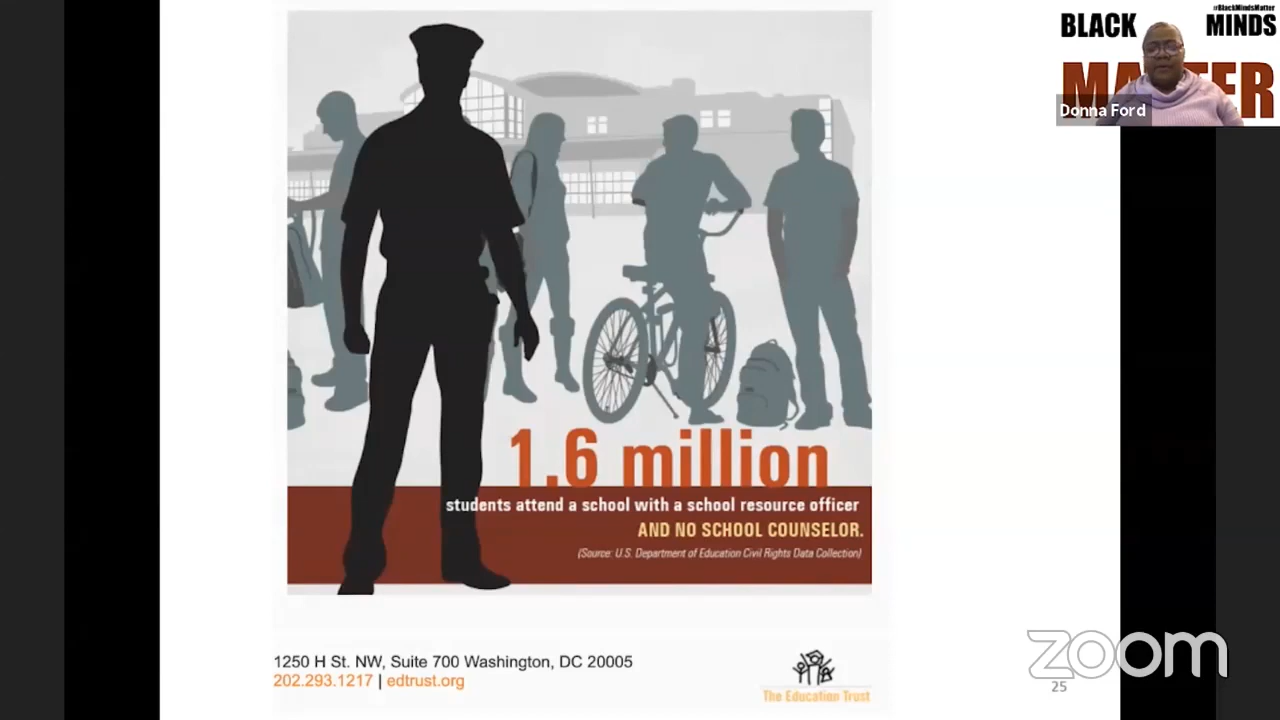 #BlackMindsMatter
BLACK MINDS
Donna Ford
1.6 million
students attend a school with a school resource officer
AND NO SCHOOL COUNSELOR.
(Source: U.S. Department of Education Civil Rights Data Collection)
1250 H St. NW, Suite 700 Washington, DC 20005
202.293.1217 | edtrust.org
The Education Trust
zoom
25